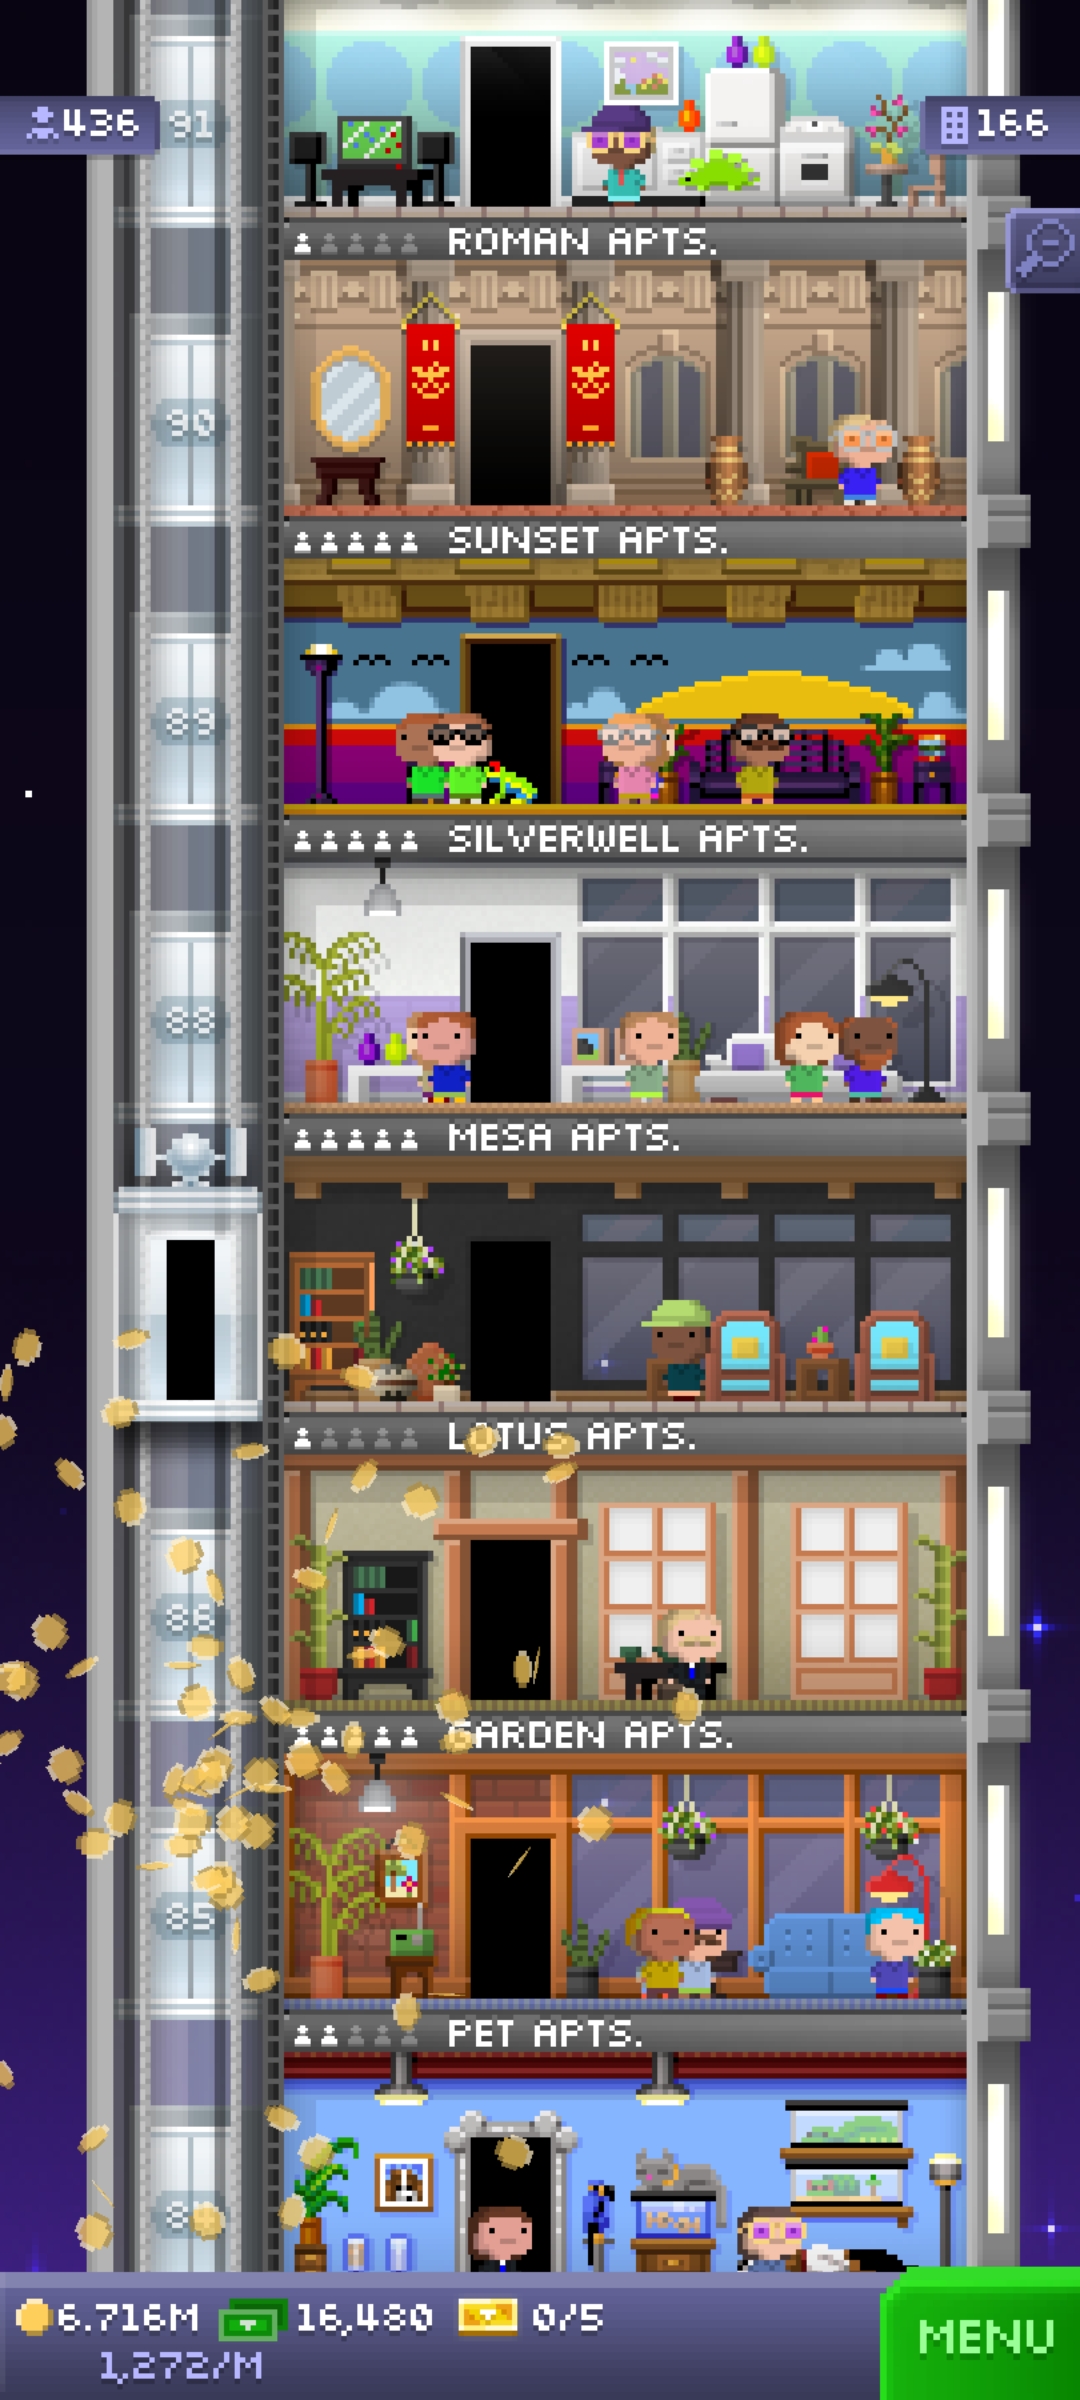 436
91
166
ROMAN APTS.
90
SUNSET APTS.
89
SILVERWELL APTS.
88
MESA APTS.
LOTUS APTS.
86
GARDEN APTS.
85
PET APTS.
6.716M
16,480
0/5
MENU
1,272/M